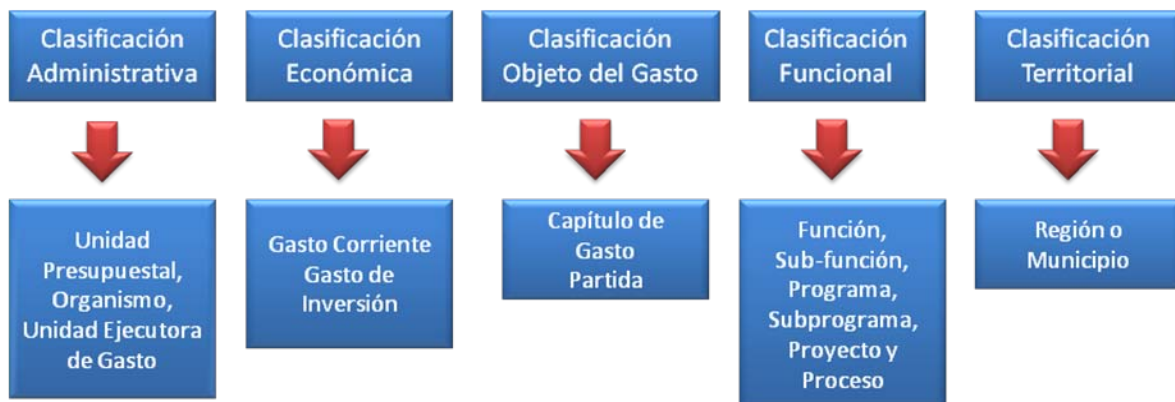 Clasificación
Administrativa
Clasificación
Económica
Clasificación
Objeto del Gasto
Clasificación
Funcional
Clasificación
Territorial
Unidad
Presupuestal,
Organismo,
Unidad Ejecutora
de Gasto
Gasto Corriente
Gasto de
Inversión
Capítulo de
Gasto
Partida
Función,
Sub-función,
Programa,
Subprograma,
Proyecto y
Proceso
Región o
Municipio